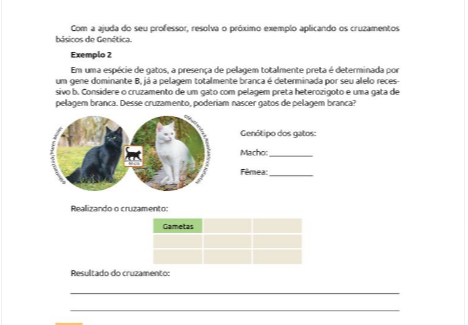 Com a ajuda do seu professor, resolva o próximo exemplo aplicando os cruzamentos
básicos de Genética.
Exemplo 2
Em uma espécie de gatos, a presença de pelagem totalmente preta é determinada por
um gene dominante B, já a pelagem totalmente branca é determinada por seu alelo reces-
sivo b. Considere o cruzamento de um gato com pelagem preta heterozigoto e uma gata de
pelagem branca. Desse cruzamento, poderiam nascer gatos de pelagem branca?
Genótipo dos gatos:
Macho: __________
Fêmea: __________
Realizando o cruzamento:
Gametas
Resultado do cruzamento: